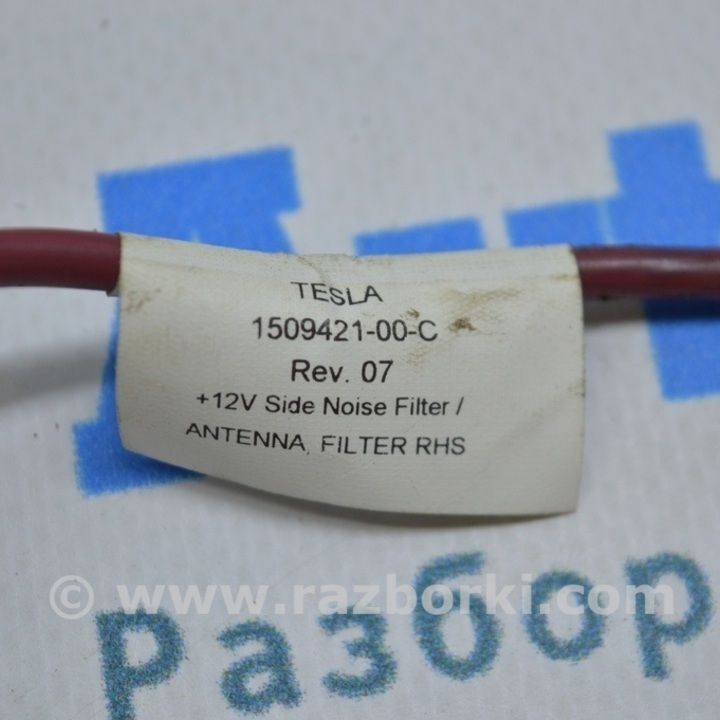 TESLA
1509421-00-C
Rev. 07
+12V Side Noise Filter /
ANTENNA, FILTER RHS
© www.razborki.com
Разбор